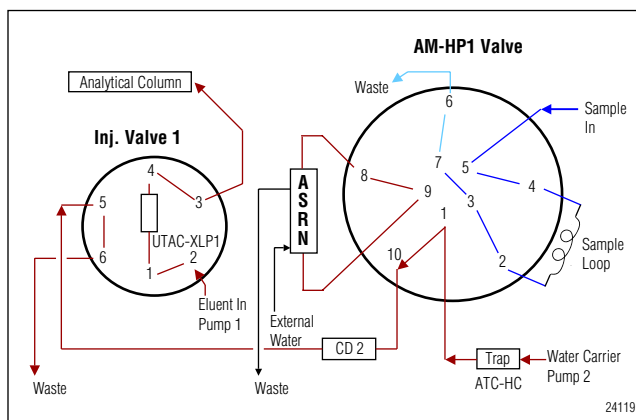 AM-HP1 Valve
Waste
6
Sample
In
Analytical Column
Inj. Valve 1
4
3
5
UTAC-XLP1
6
1
2
Eluent In
Pump 1
Waste
A
S
R
N
8
9
7
5
4
3
1
2
10
Sample
Loop
External
Water
CD 2
Waste
Trap
ATC-HC
Water Carrier
Pump 2
24119